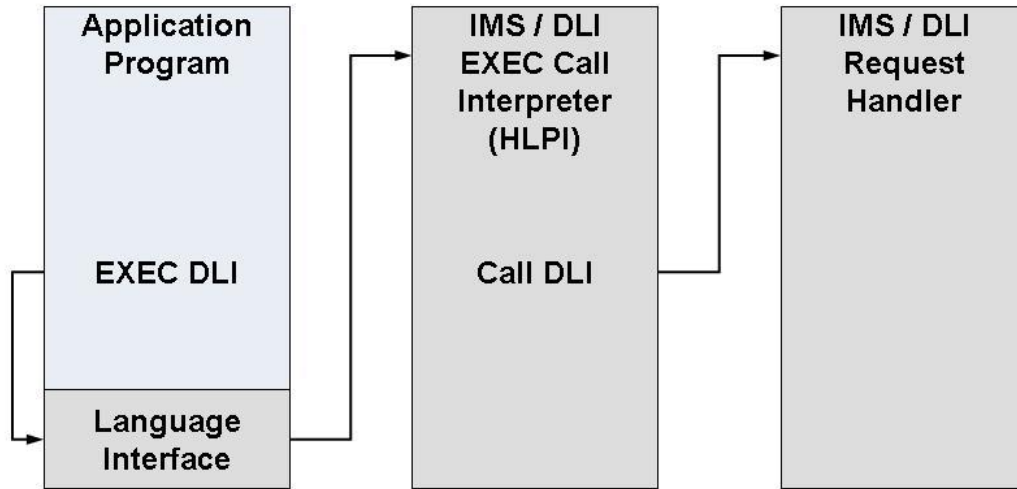 Application
Program
EXEC DLI
Language
Interface
IMS / DLI
EXEC Call
Interpreter
(HLPI)
Call DLI
IMS / DLI
Request
Handler